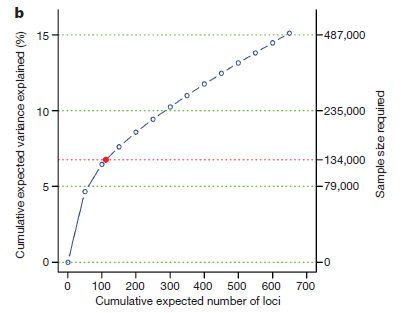 b
Cumulative expected variance explained (%)
15
10
5
0
487,000
235,000
134,000
79,000
0
Sample size required
0 100 200 300 400 500 600 700
Cumulative expected number of loci